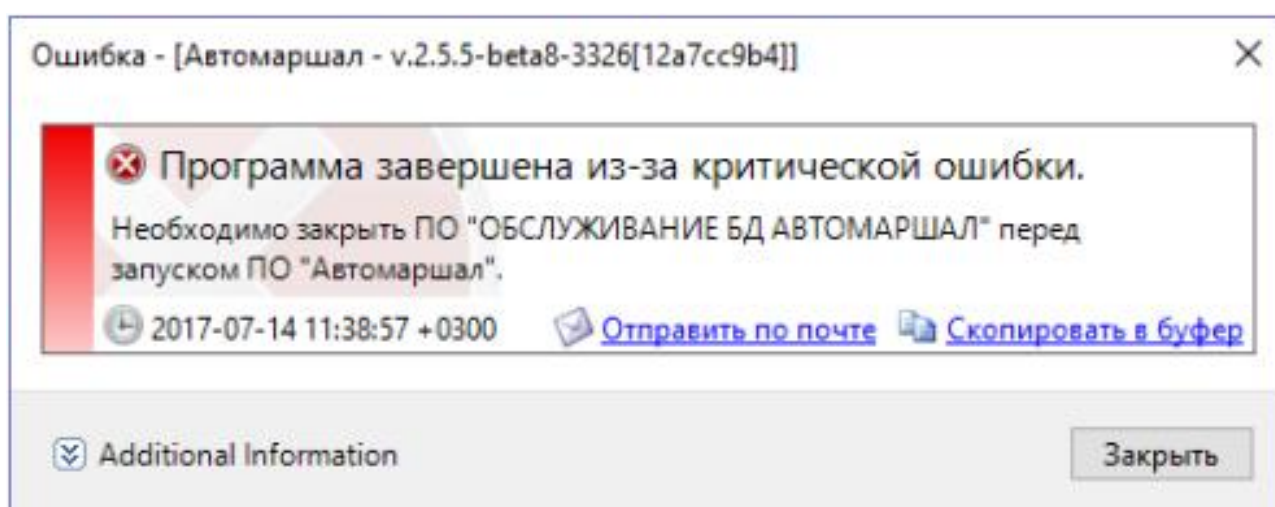 Ошибка - [Автомаршал - v.2.5.5-beta8-3326[12a7cc9b4]]
Программа завершена из-за критической ошибки.
Необходимо закрыть ПО "ОБСЛУЖИВАНИЕ БД АВТОМАРШАЛ" перед
запуском ПО "Автомаршал".
2017-07-14 11:38:57 +0300 Отправить по почте Скопировать в буфер
Additional Information Закрыть